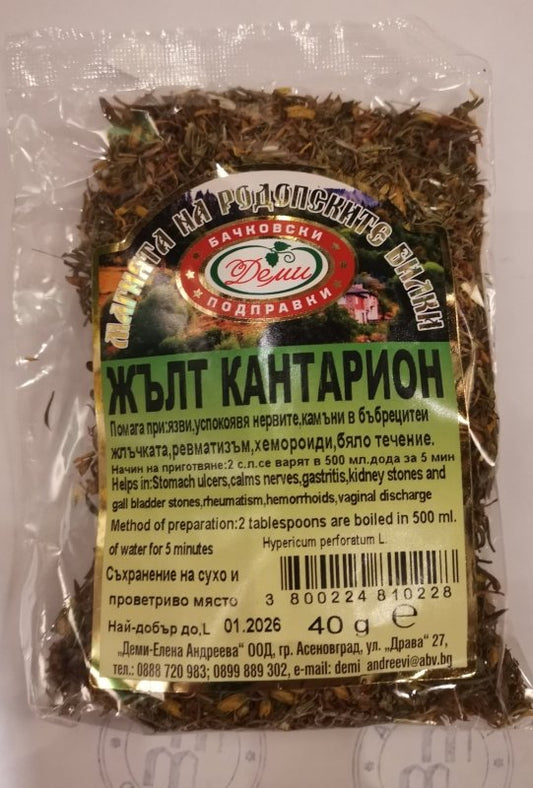 МАГИЯТА НА РОДОПСКИТЕ БИЛКИ
БАЧКОВСКИ
Деми
ПОДПРАВКИ
ЖЪЛТ КАНТАРИОН
Помага при:язви,успокоявя нервите,камъни в бъбрецитеи
жлъчката,ревматизъм,хемороиди,бяло течение.
Начин на приготвяне:2 с.л.се варят в 500 мл.дода за 5 мин
Helps in:Stomach ulcers,calms nerves,gastritis,kidney stones and
gall bladder stones,rheumatism,hemorrhoids,vaginal discharge
Method of preparation:2 tablespoons are boiled in 500 ml.
of water for 5 minutes
Hypericum perforatum L.
Съхранение на сухо и
проветриво място
3 800224 810228
Най-добър до,L 01.2026 40 g e
„Деми-Елена Андреева" ООД, гр. Асеновград, ул. „Драва" 27,
тел.: 0888 720 983; 0899 889 302, e-mail: demi_andreevi@abv.bg